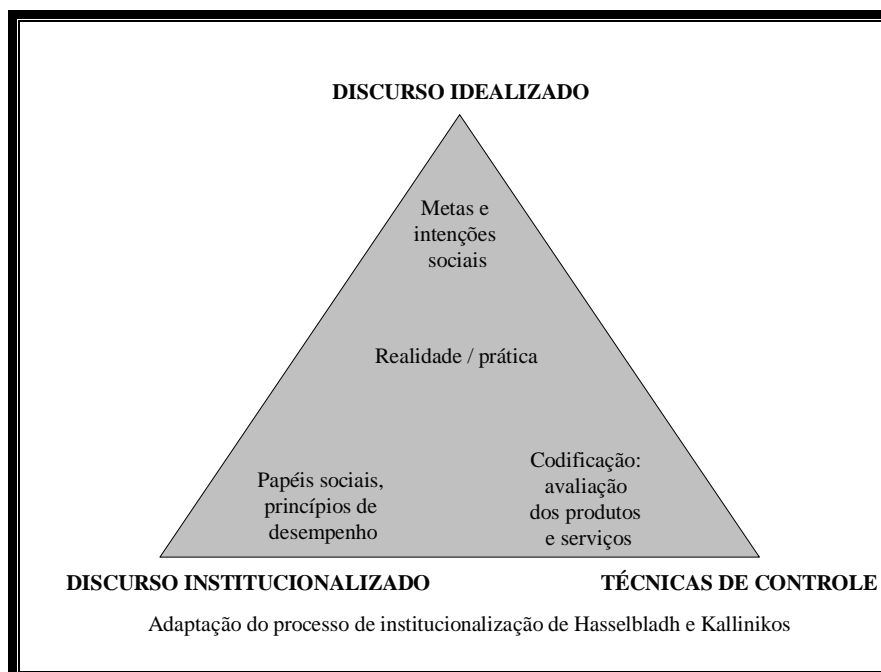 DISCURSO IDEALIZADO
Metas e
intenções
sociais
Realidade / prática
Papéis sociais,
princípios de
desempenho
Codificação:
avaliação
dos produtos
e serviços
DISCURSO INSTITUCIONALIZADO
TÉCNICAS DE CONTROLE
Adaptação do processo de institucionalização de Hasselbladh e Kallinikos